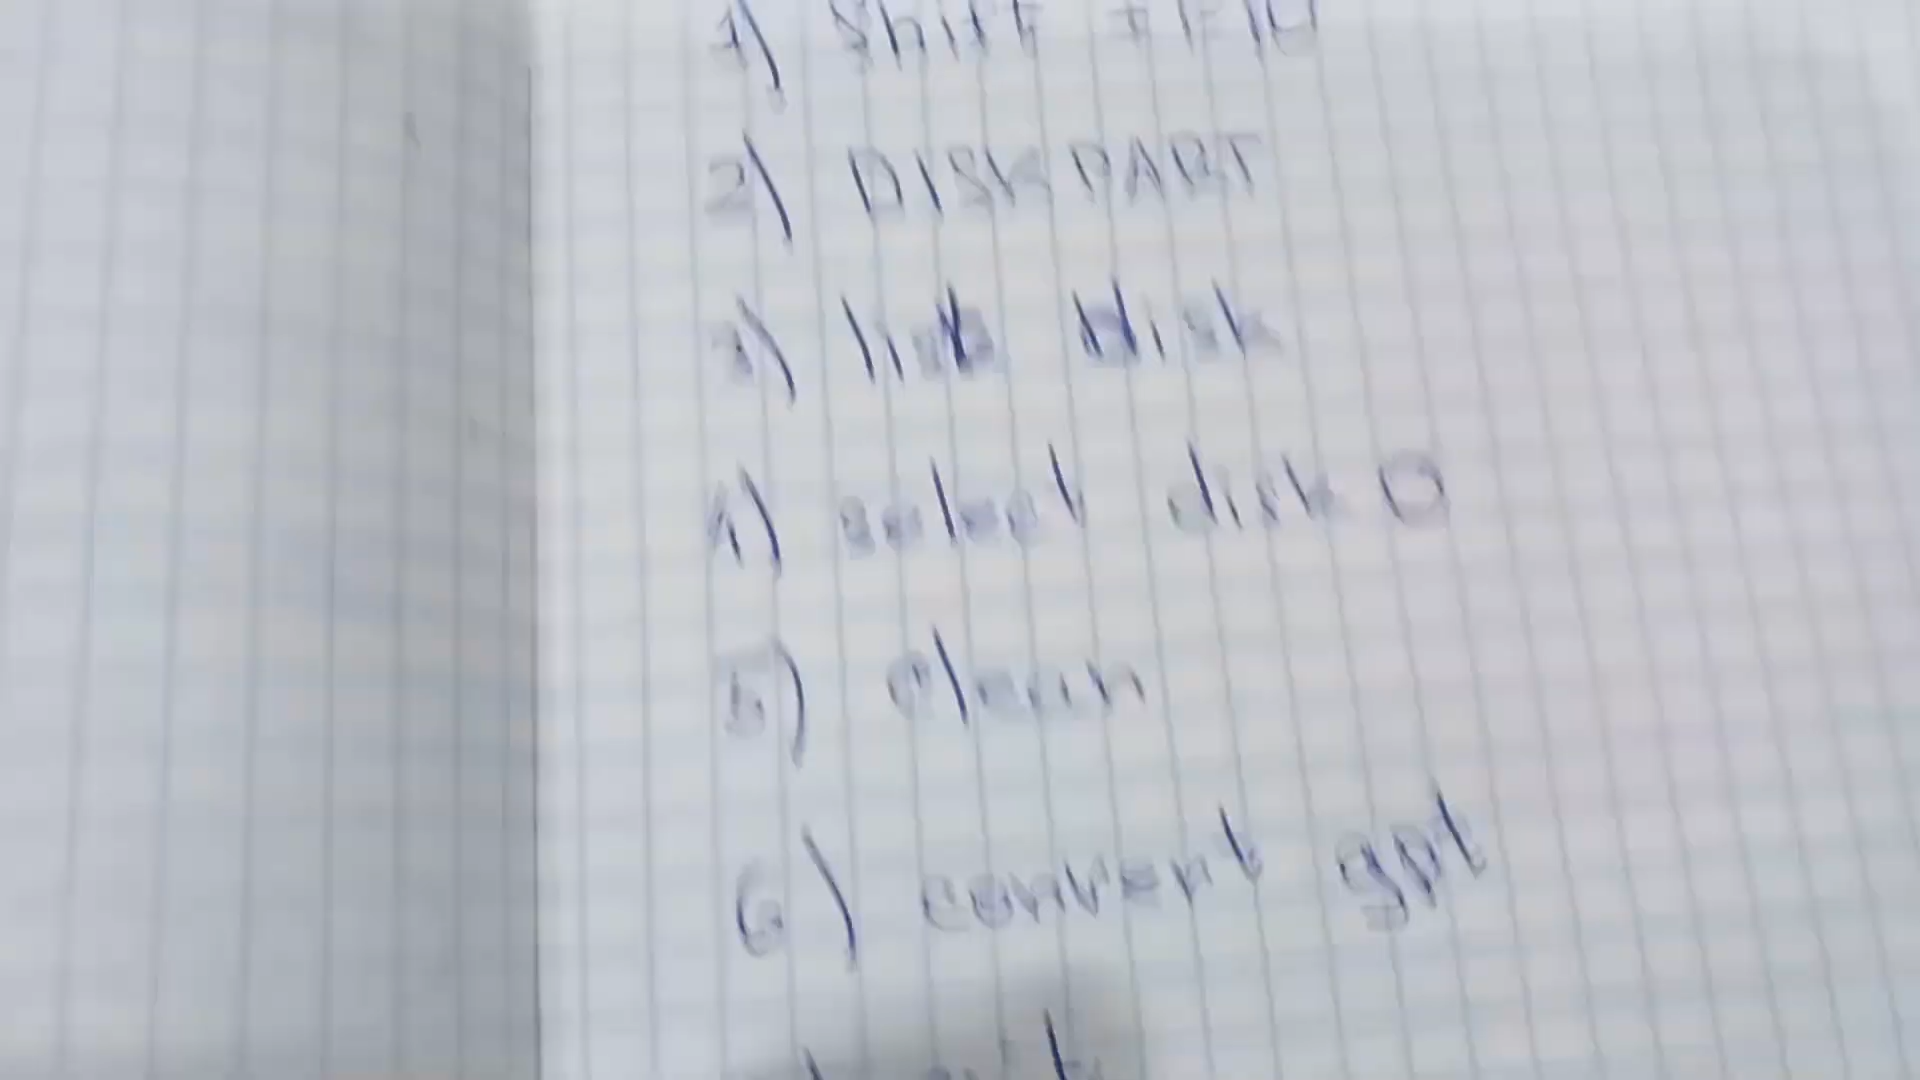 1) Shift + F10
2) DISKPART
3) list disk
4) select disk 0
5) clean
6) convert gpt